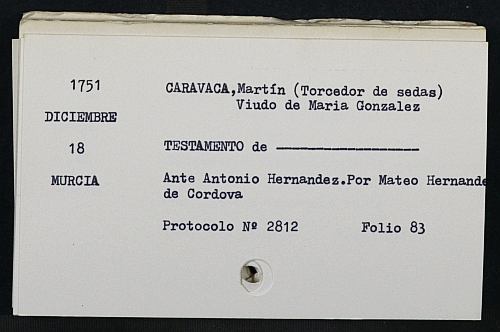 1751
DICIEMBRE
18
MURCIA
CARAVACA,Martín (Torcedor de sedas)
Viudo de Maria Gonzalez
TESTAMENTO de --------------------
Ante Antonio Hernandez.Por Mateo Hernande
de Cordova
Protocolo Nº 2812 Folio 83